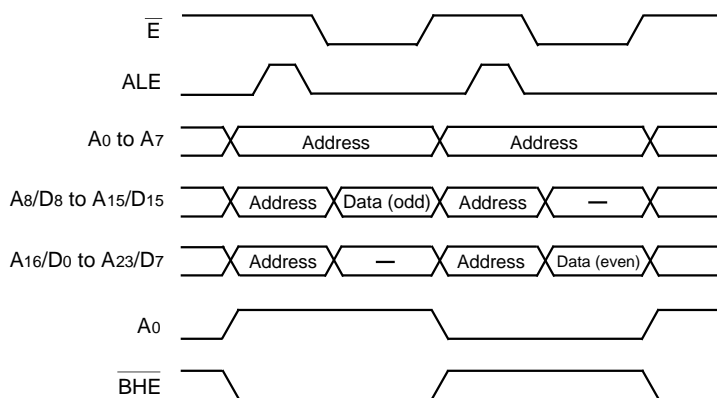 E
ALE
A0 to A7 Address Address
A8/D8 to A15/D15 Address Data (odd) Address —
A16/D0 to A23/D7 Address — Address Data (even)
A0
BHE